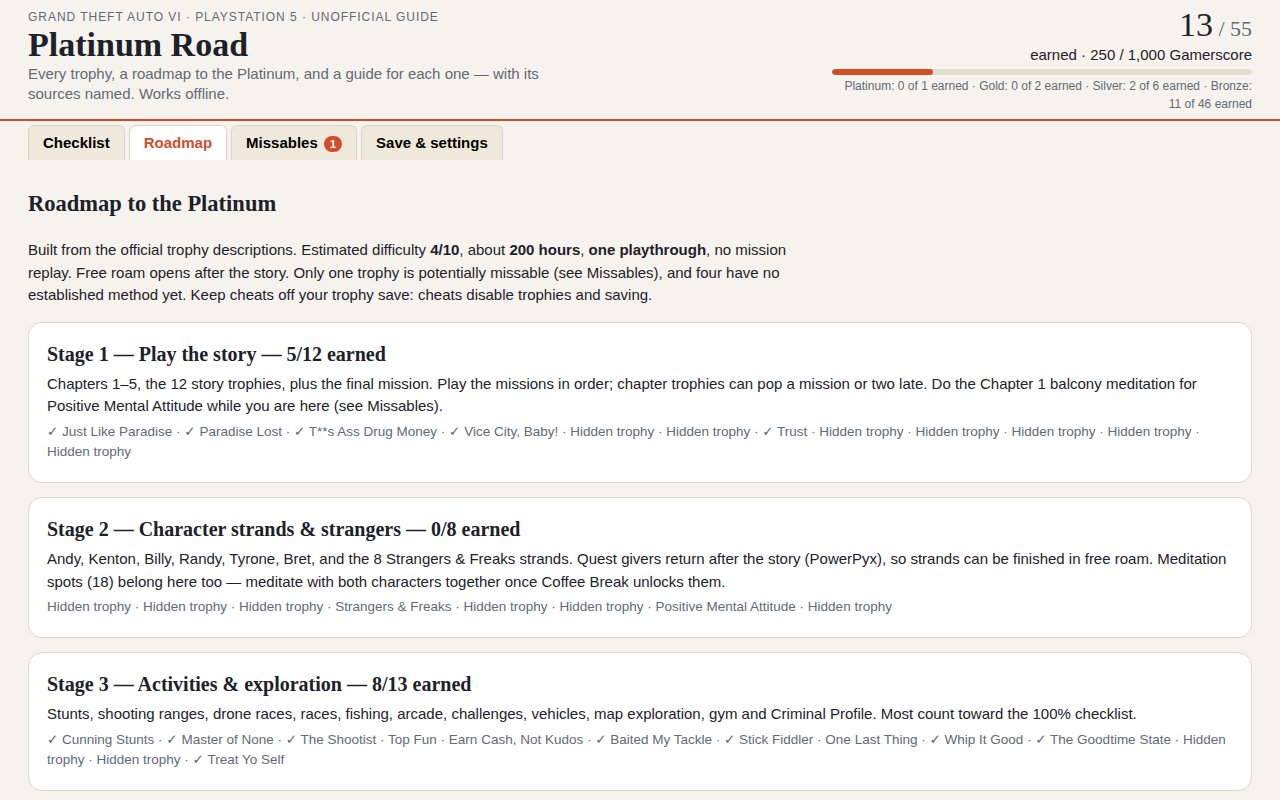 GRAND THEFT AUTO VI · PLAYSTATION 5 · UNOFFICIAL GUIDE
Platinum Road
Every trophy, a roadmap to the Platinum, and a guide for each one — with its
sources named. Works offline.
13 / 55
earned · 250 / 1,000 Gamerscore
Platinum: 0 of 1 earned · Gold: 0 of 2 earned · Silver: 2 of 6 earned · Bronze:
11 of 46 earned
Checklist
Roadmap
Missables 1
Save & settings
Roadmap to the Platinum
Built from the official trophy descriptions. Estimated difficulty 4/10, about 200 hours, one playthrough, no mission
replay. Free roam opens after the story. Only one trophy is potentially missable (see Missables), and four have no
established method yet. Keep cheats off your trophy save: cheats disable trophies and saving.
Stage 1 — Play the story — 5/12 earned
Chapters 1–5, the 12 story trophies, plus the final mission. Play the missions in order; chapter trophies can pop a mission or two late. Do the Chapter 1 balcony meditation for
Positive Mental Attitude while you are here (see Missables).
✓ Just Like Paradise · ✓ Paradise Lost · ✓ T**s Ass Drug Money · ✓ Vice City, Baby! · Hidden trophy · Hidden trophy · ✓ Trust · Hidden trophy · Hidden trophy · Hidden trophy · Hidden trophy ·
Hidden trophy
Stage 2 — Character strands & strangers — 0/8 earned
Andy, Kenton, Billy, Randy, Tyrone, Bret, and the 8 Strangers & Freaks strands. Quest givers return after the story (PowerPyx), so strands can be finished in free roam. Meditation
spots (18) belong here too — meditate with both characters together once Coffee Break unlocks them.
Hidden trophy · Hidden trophy · Hidden trophy · Strangers & Freaks · Hidden trophy · Hidden trophy · Positive Mental Attitude · Hidden trophy
Stage 3 — Activities & exploration — 8/13 earned
Stunts, shooting ranges, drone races, races, fishing, arcade, challenges, vehicles, map exploration, gym and Criminal Profile. Most count toward the 100% checklist.
✓ Cunning Stunts · ✓ Master of None · ✓ The Shootist · Top Fun · Earn Cash, Not Kudos · ✓ Baited My Tackle · ✓ Stick Fiddler · One Last Thing · ✓ Whip It Good · ✓ The Goodtime State · Hidden
trophy · Hidden trophy · ✓ Treat Yo Self